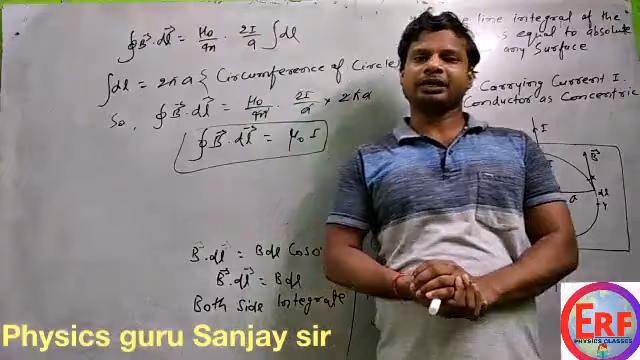 ∮B⃗.dl⃗ = μ₀/4π . 2I/a ∫dl
∫dl = 2πa { Circumference of Circle
So, ∮B⃗.dl⃗ = μ₀/4π . 2I/a × 2πa
∮B⃗.dl⃗ = μ₀ I
line integral of the
is equal to absolute
any Surface
Carrying Current I.
Conductor as Concentric
I
B⃗
dl
a
B⃗.dl⃗ = Bdl Cos0
B⃗.dl⃗ = Bdl
Both Side Integrate
Physics guru Sanjay sir
ERF
PHYSICS CLASSES